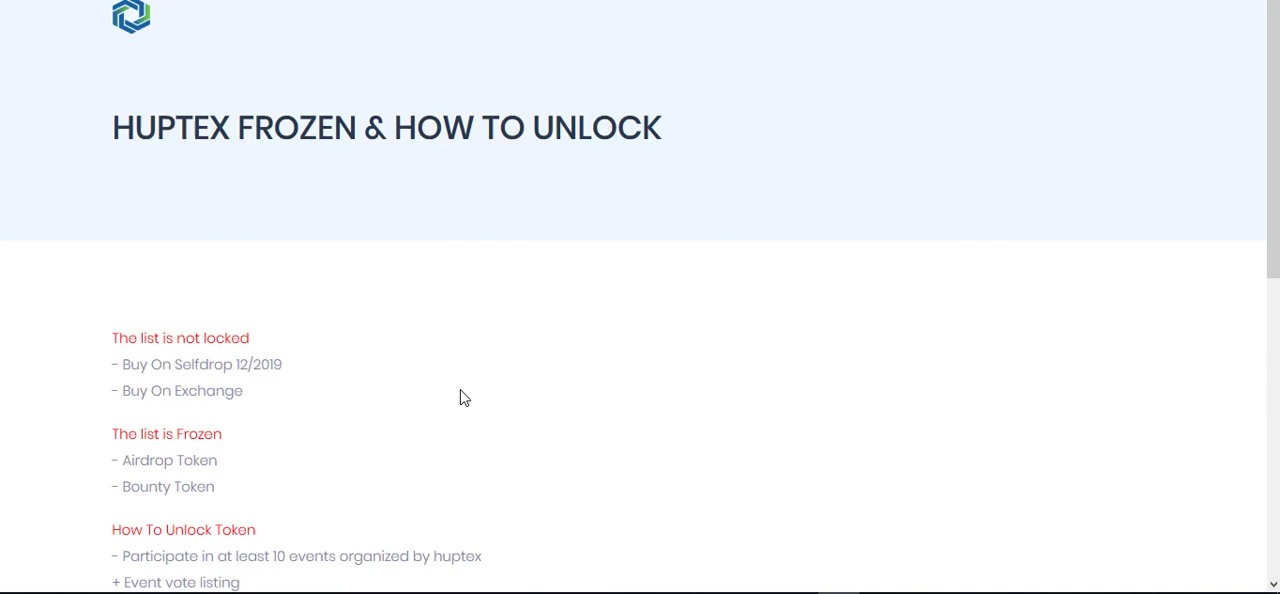 HUPTEX FROZEN & HOW TO UNLOCK
The list is not locked
- Buy On Selfdrop 12/2019
- Buy On Exchange
The list is Frozen
- Airdrop Token
- Bounty Token
How To Unlock Token
- Participate in at least 10 events organized by huptex
+ Event vote listing